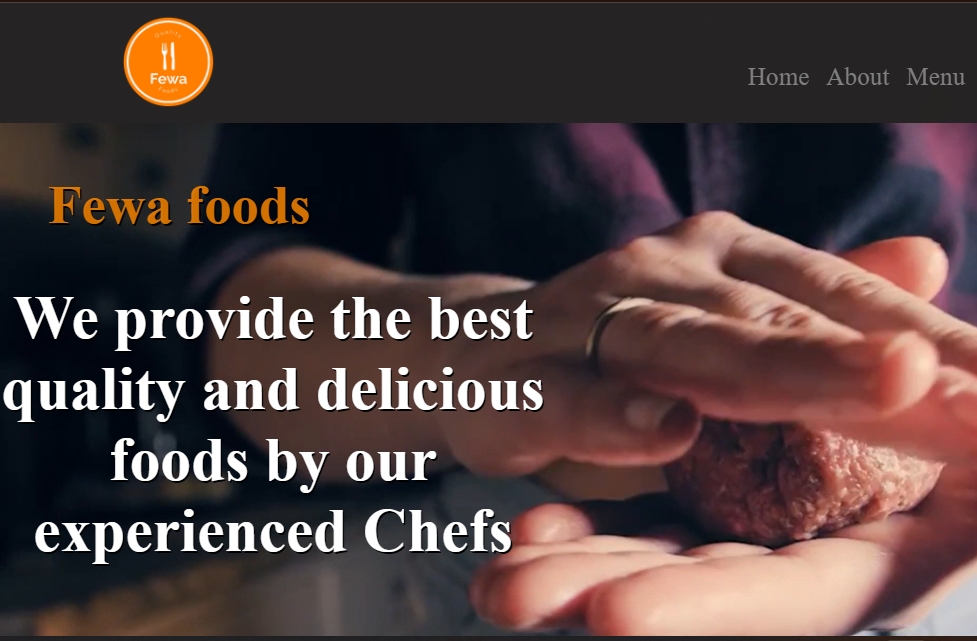 Quality
Fewa
Foods
Home About Menu
Fewa foods
We provide the best
quality and delicious
foods by our
experienced Chefs